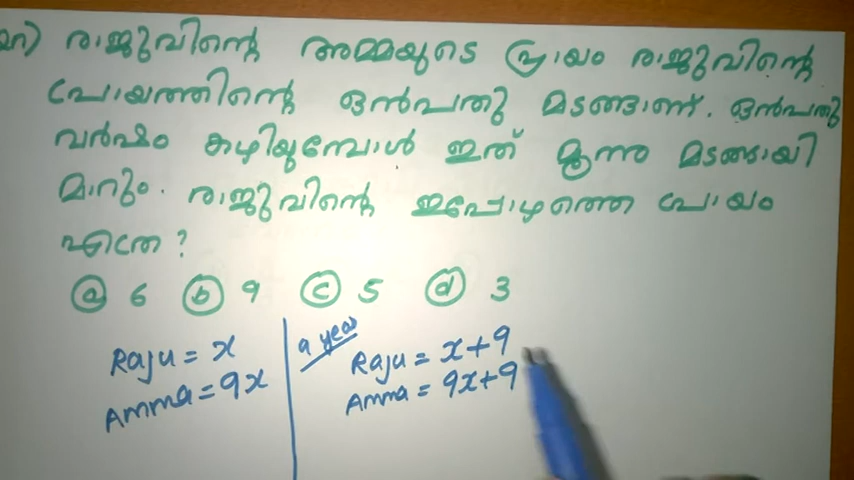 രാജുവിന്റെ അമ്മയുടെ പ്രായം രാജുവിന്റെ
പ്രായത്തിന്റെ ഒൻപതു മടങ്ങാണ്. ഒൻപതു
വർഷം കഴിയുമ്പോൾ ഇത് മൂന്നു മടങ്ങായി
മാറും. രാജുവിന്റെ ഇപ്പോഴത്തെ പ്രായം
എത്ര?
ⓐ 6 ⓑ 9 ⓒ 5 ⓓ 3
Raju = x
Amma = 9x
9 year
Raju = x+9
Amma = 9x+9